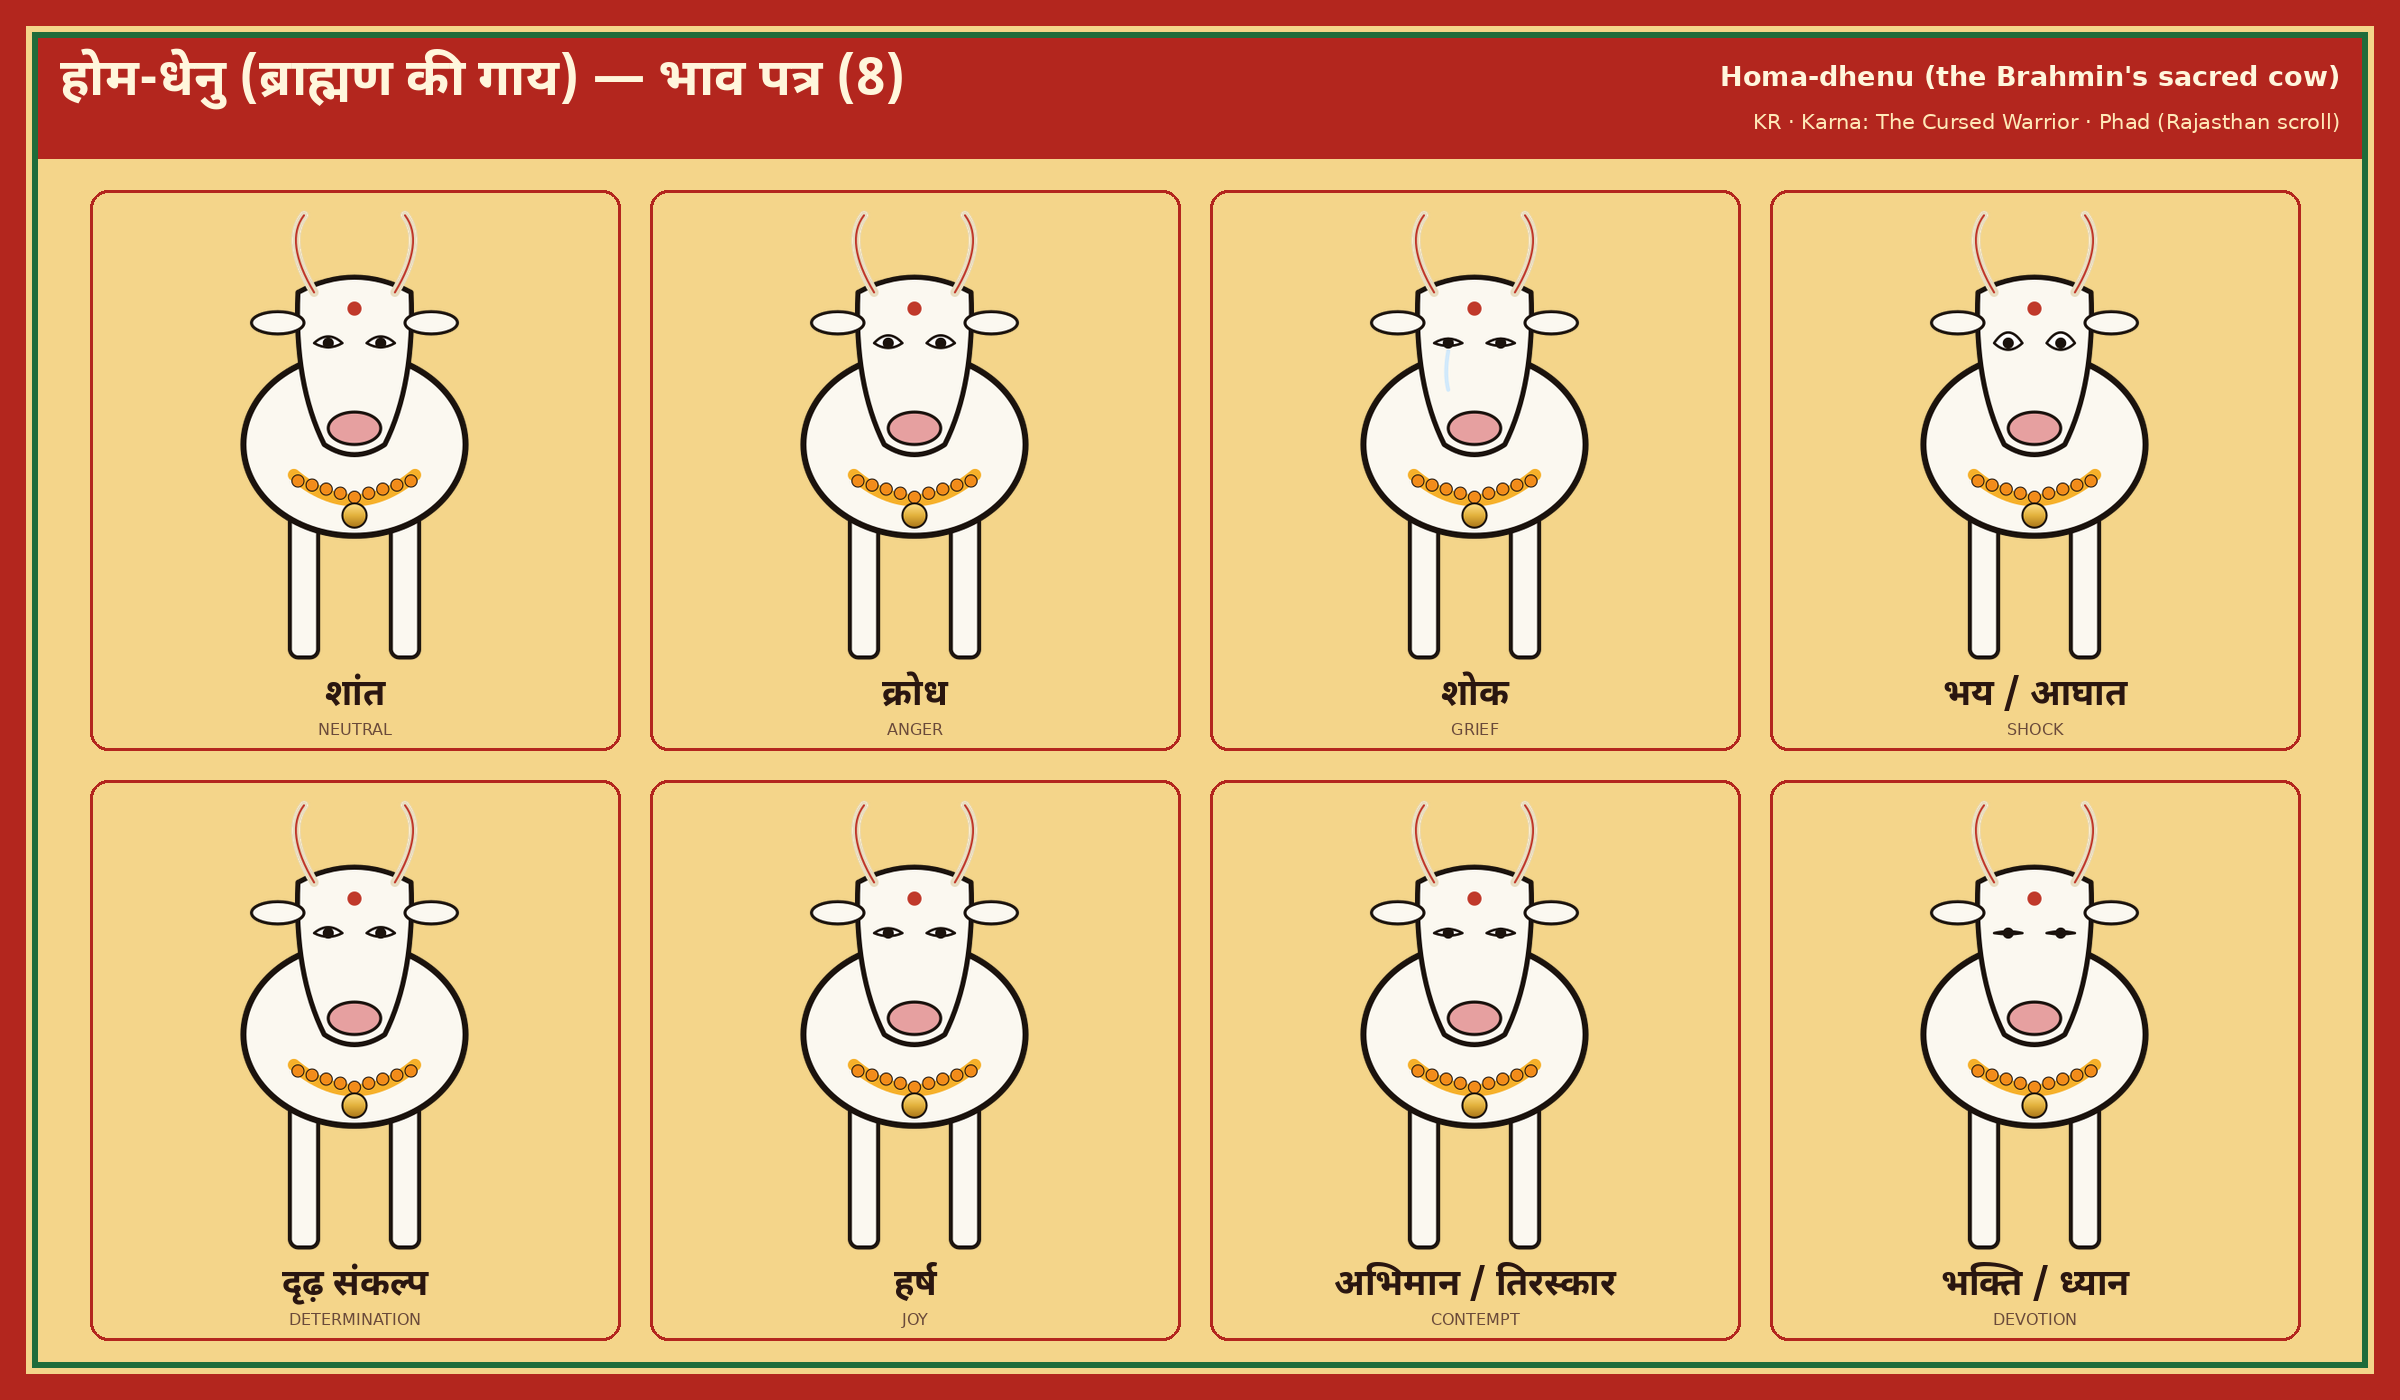 होम-धेनु (ब्राह्मण की गाय) — भाव पत्र (8)
Homa-dhenu (the Brahmin's sacred cow)
KR · Karna: The Cursed Warrior · Phad (Rajasthan scroll)
शांत
NEUTRAL
क्रोध
ANGER
शोक
GRIEF
भय / आघात
SHOCK
दृढ़ संकल्प
DETERMINATION
हर्ष
JOY
अभिमान / तिरस्कार
CONTEMPT
भक्ति / ध्यान
DEVOTION